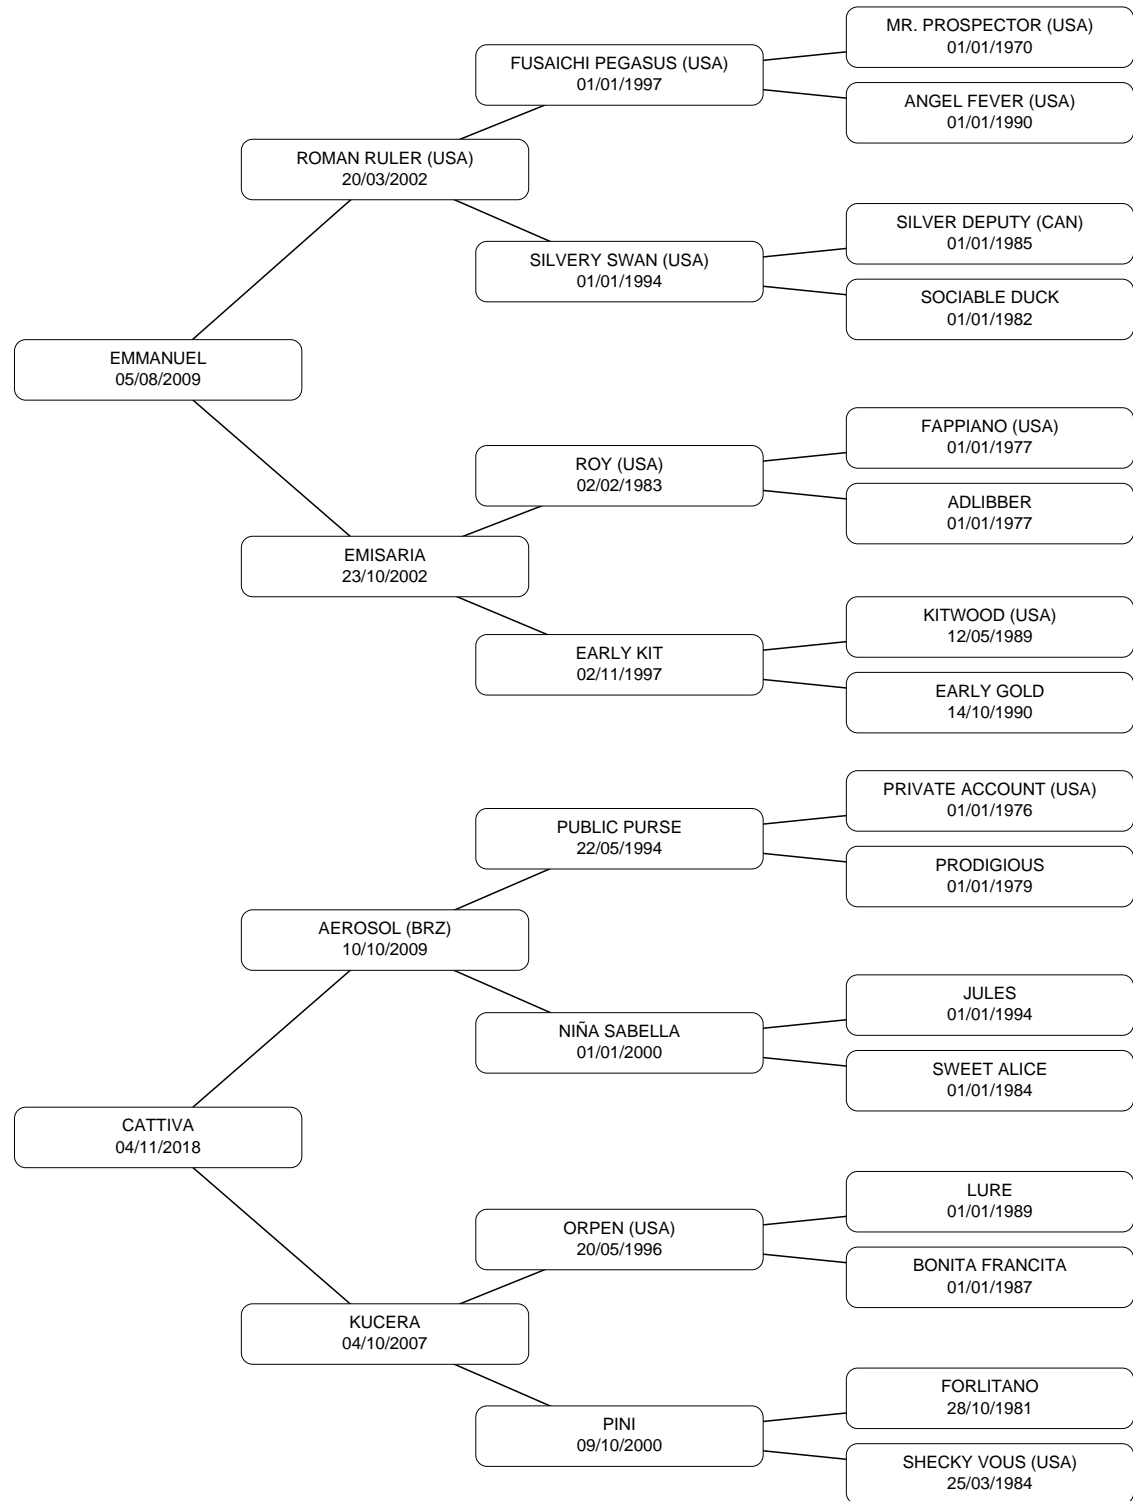 MR. PROSPECTOR (USA)
01/01/1970
FUSAICHI PEGASUS (USA)
01/01/1997
ANGEL FEVER (USA)
01/01/1990
ROMAN RULER (USA)
20/03/2002
SILVER DEPUTY (CAN)
01/01/1985
SILVERY SWAN (USA)
01/01/1994
SOCIABLE DUCK
01/01/1982
EMMANUEL
05/08/2009
FAPPIANO (USA)
01/01/1977
ROY (USA)
02/02/1983
ADLIBBER
01/01/1977
EMISARIA
23/10/2002
KITWOOD (USA)
12/05/1989
EARLY KIT
02/11/1997
EARLY GOLD
14/10/1990
PRIVATE ACCOUNT (USA)
01/01/1976
PUBLIC PURSE
22/05/1994
PRODIGIOUS
01/01/1979
AEROSOL (BRZ)
10/10/2009
JULES
01/01/1994
NIÑA SABELLA
01/01/2000
SWEET ALICE
01/01/1984
CATTIVA
04/11/2018
LURE
01/01/1989
ORPEN (USA)
20/05/1996
BONITA FRANCITA
01/01/1987
KUCERA
04/10/2007
FORLITANO
28/10/1981
PINI
09/10/2000
SHECKY VOUS (USA)
25/03/1984